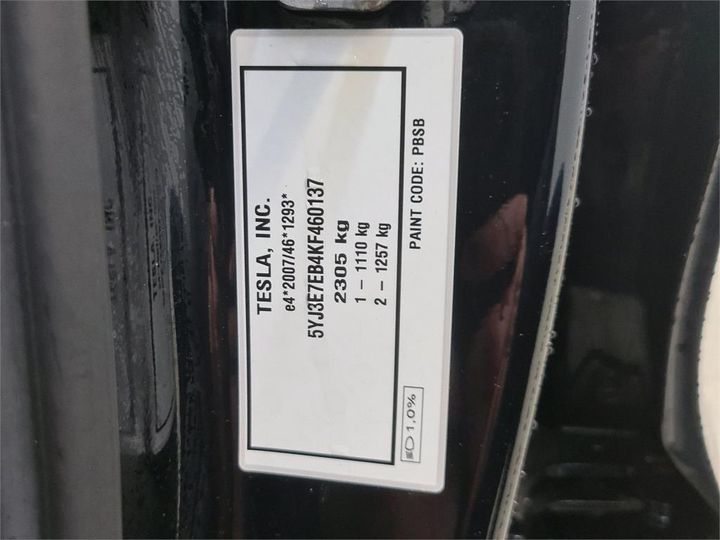 TESLA, INC.
e4*2007/46*1293*
5YJ3E7EB4KF460137
2305 kg
1 – 1110 kg
2 – 1257 kg
PAINT CODE: PBSB
1,0%